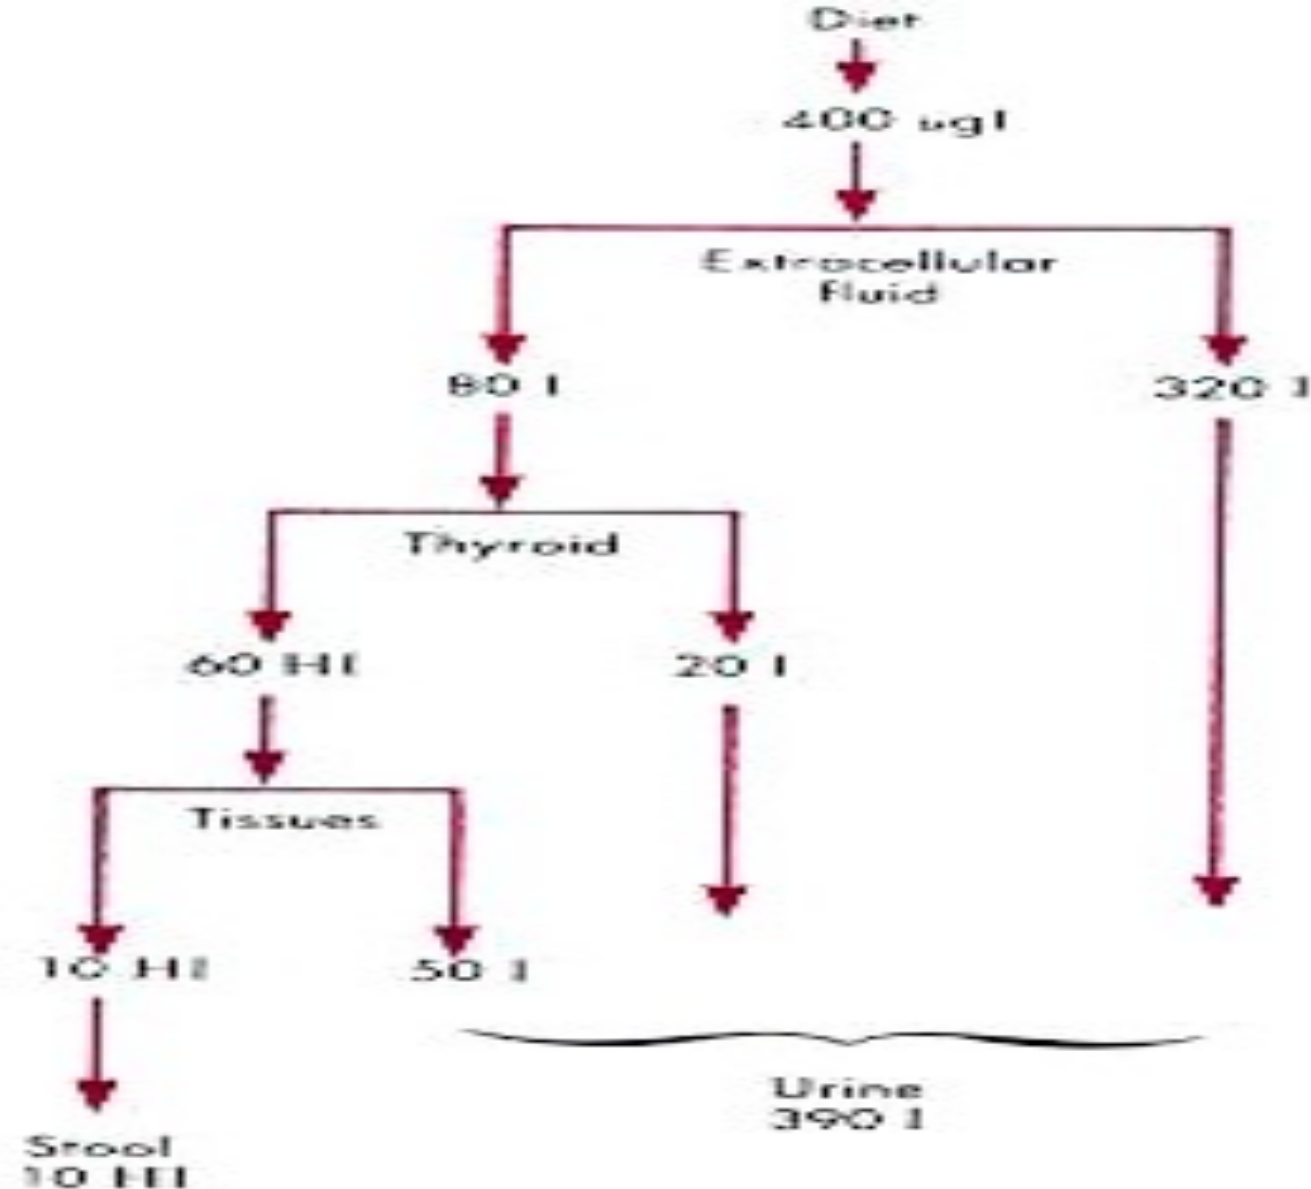 Diet
400 ugI
Extracellular
fluid
80 I
320 I
Thyroid
60 HI
20 I
Tissues
10 HI
50 I
Urine
390 I
Stool
10 HI